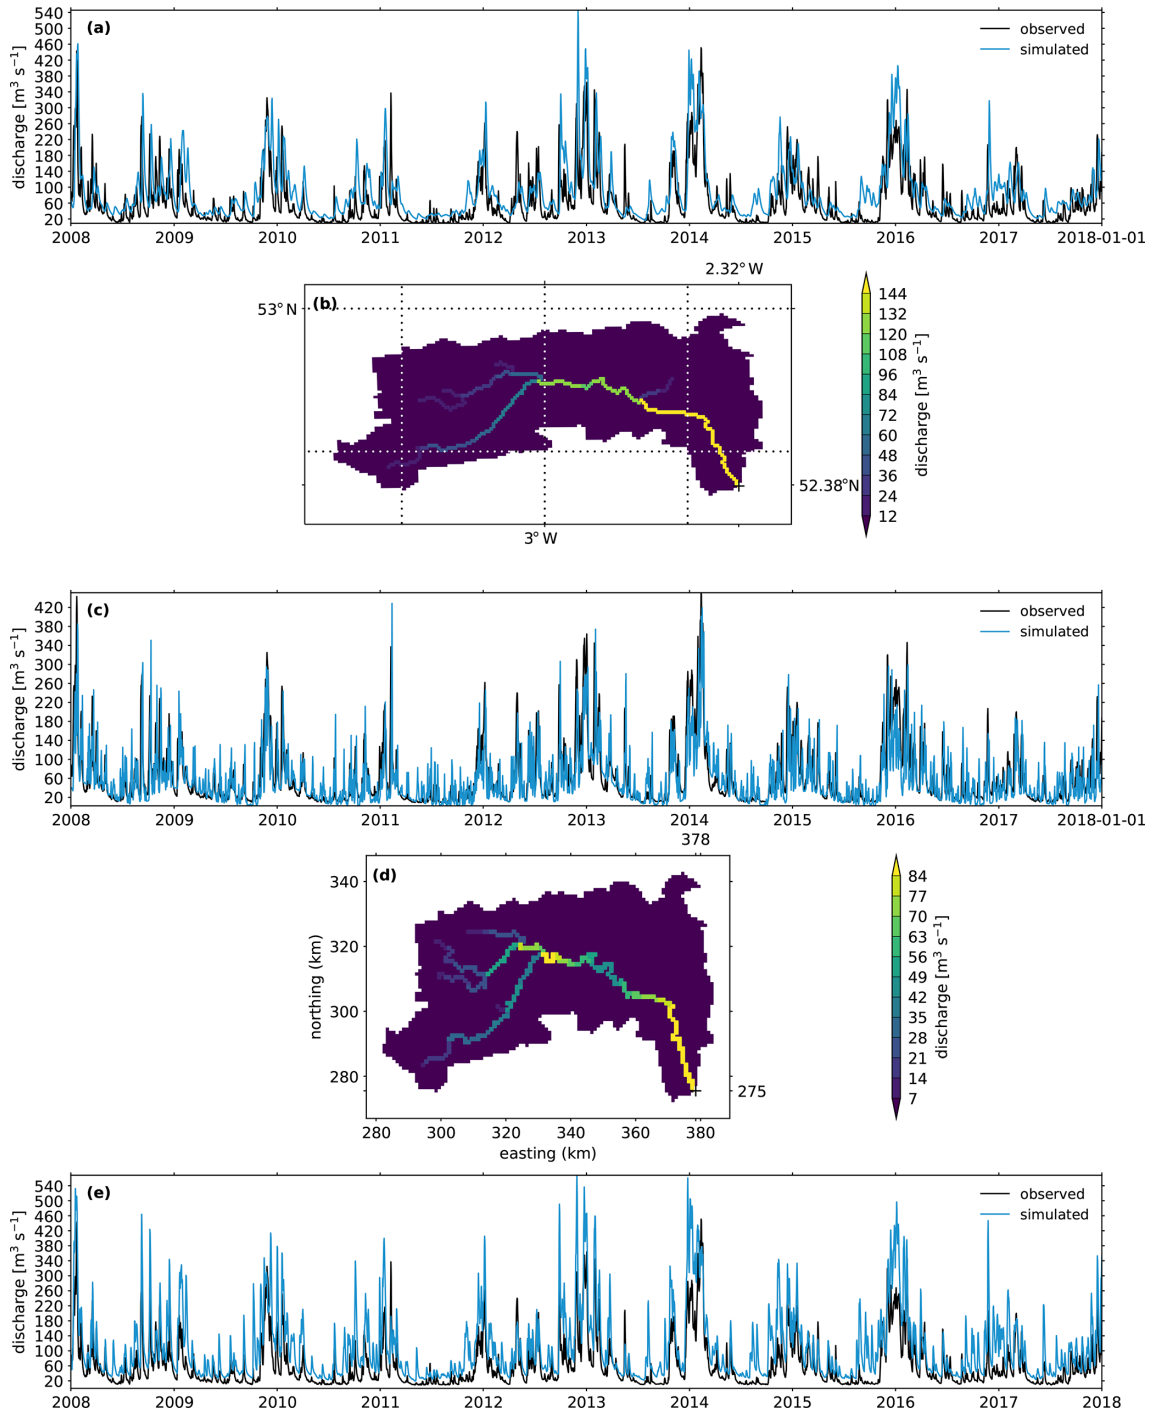 (a)
observed
simulated
discharge [m³ s⁻¹]
540
500
460
420
380
340
300
260
220
180
140
100
60
20
2008 2009 2010 2011 2012 2013 2014 2015 2016 2017 2018-01-01
2.32°W
(b)
53°N
52.38°N
3°W
144
132
120
108
96
84
72
60
48
36
24
12
discharge [m³ s⁻¹]
(c)
observed
simulated
discharge [m³ s⁻¹]
420
380
340
300
260
220
180
140
100
60
20
2008 2009 2010 2011 2012 2013 2014 2015 2016 2017 2018-01-01
378
(d)
northing (km)
340
320
300
280
275
280 300 320 340 360 380
easting (km)
84
77
70
63
56
49
42
35
28
21
14
7
discharge [m³ s⁻¹]
(e)
observed
simulated
discharge [m³ s⁻¹]
540
500
460
420
380
340
300
260
220
180
140
100
60
20
2008 2009 2010 2011 2012 2013 2014 2015 2016 2017 2018